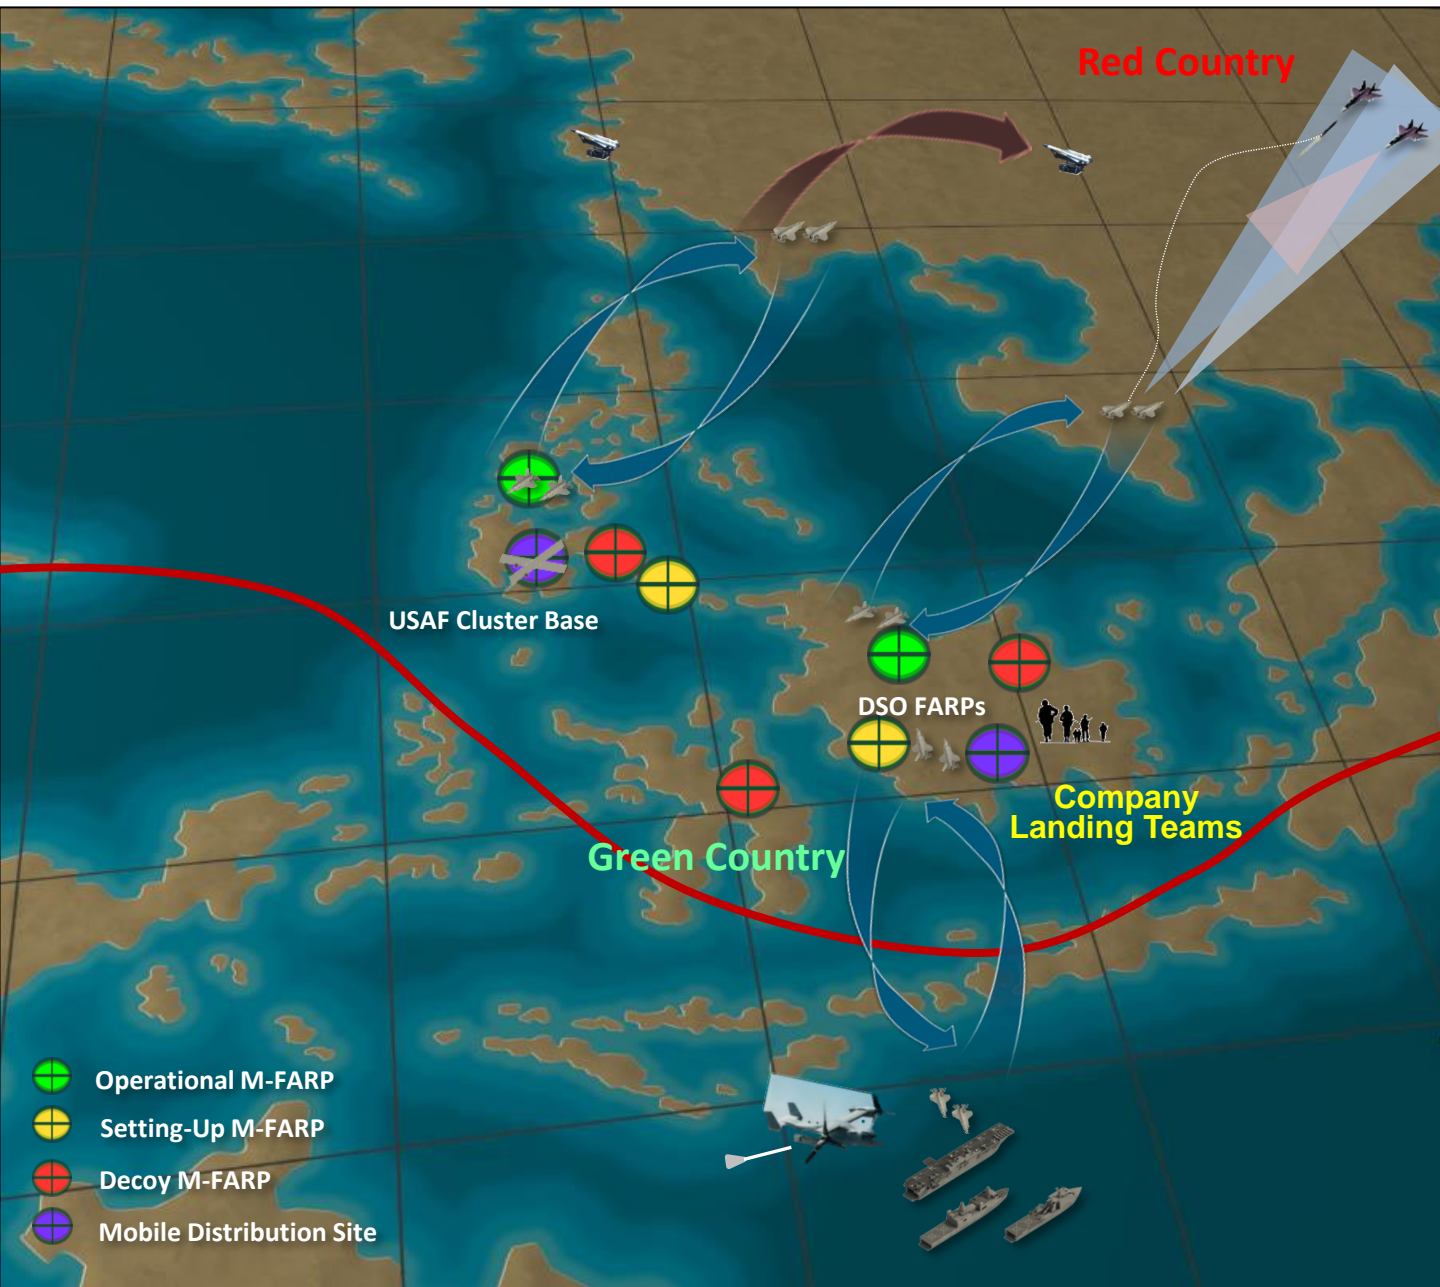 Red Country
USAF Cluster Base
DSO FARPs
Company
Landing Teams
Green Country
Operational M-FARP
Setting-Up M-FARP
Decoy M-FARP
Mobile Distribution Site